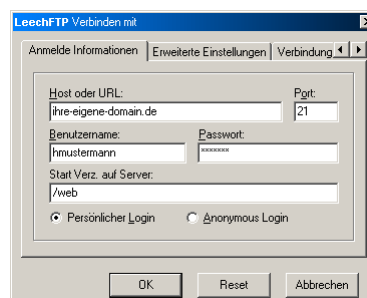 LeechFTP Verbinden mit
Anmelde Informationen Erweiterte Einstellungen Verbindung
Host oder URL: Port:
ihre-eigene-domain.de 21
Benutzername: Passwort:
hmustermann xxxxxxx
Start Verz. auf Server:
/web
Persönlicher Login Anonymous Login
OK Reset Abbrechen